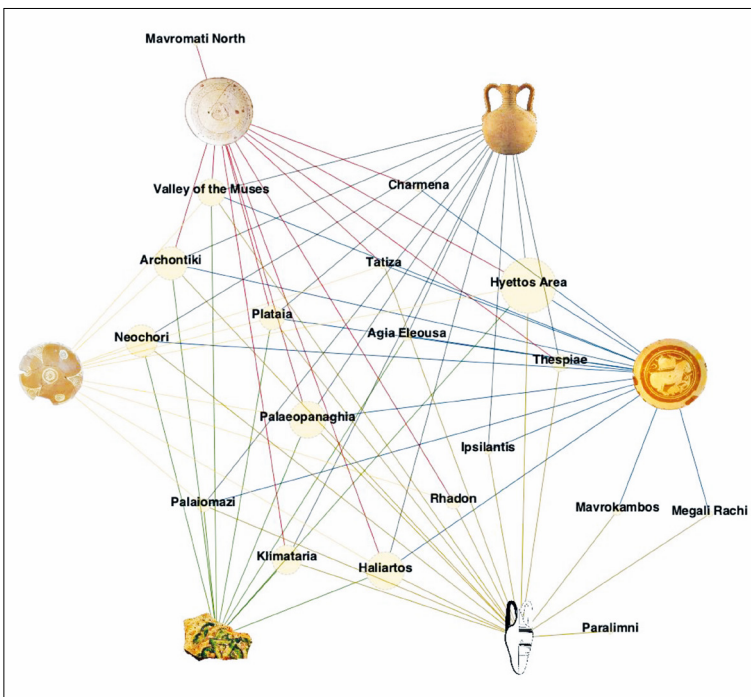 Mavromati North
Valley of the Muses
Charmena
Archontiki
Tatiza
Hyettos Area
Plataia
Neochori
Agia Eleousa
Thespiae
Palaeopanaghia
Ipsilantis
Palaiomazi
Rhadon
Mavrokambos
Megali Rachi
Klimataria
Haliartos
Paralimni